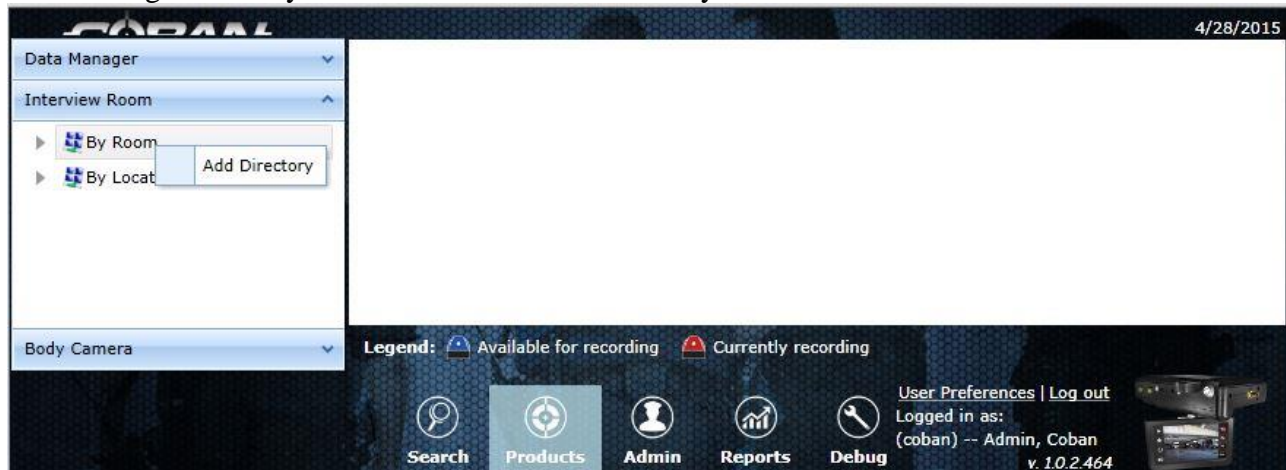 COBAN
4/28/2015
Data Manager
Interview Room
By Room
Add Directory
By Locat
Body Camera
Legend: Available for recording Currently recording
User Preferences | Log out
Logged in as:
(coban) -- Admin, Coban
v. 1.0.2.464
Search Products Admin Reports Debug